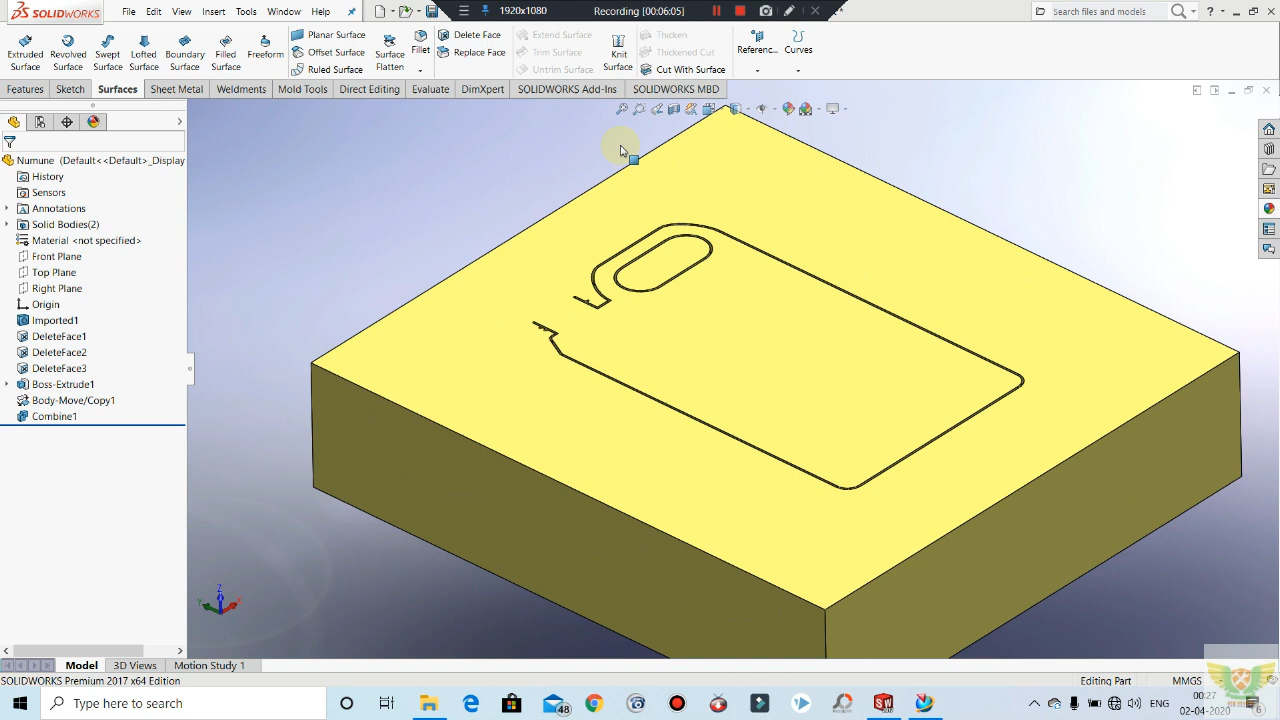 SOLIDWORKS
File Edit View Insert Tools Window Help
1920x1080 Recording [00:06:05]
Search files and models
Extruded Surface
Revolved Surface
Swept Surface
Lofted Surface
Boundary Surface
Filled Surface
Freeform
Planar Surface
Offset Surface
Ruled Surface
Surface Flatten
Fillet
Delete Face
Replace Face
Extend Surface
Trim Surface
Untrim Surface
Knit Surface
Thicken
Thickened Cut
Cut With Surface
Referenc...
Curves
Features Sketch Surfaces Sheet Metal Weldments Mold Tools Direct Editing Evaluate DimXpert SOLIDWORKS Add-Ins SOLIDWORKS MBD
Numune (Default<<Default>_Display
History
Sensors
Annotations
Solid Bodies(2)
Material <not specified>
Front Plane
Top Plane
Right Plane
Origin
Imported1
DeleteFace1
DeleteFace2
DeleteFace3
Boss-Extrude1
Body-Move/Copy1
Combine1
Z
Y
X
Model 3D Views Motion Study 1
SOLIDWORKS Premium 2017 x64 Edition
Editing Part MMGS
Type here to search
48
SW
2017
ENG
00:27
02-04-2020
6